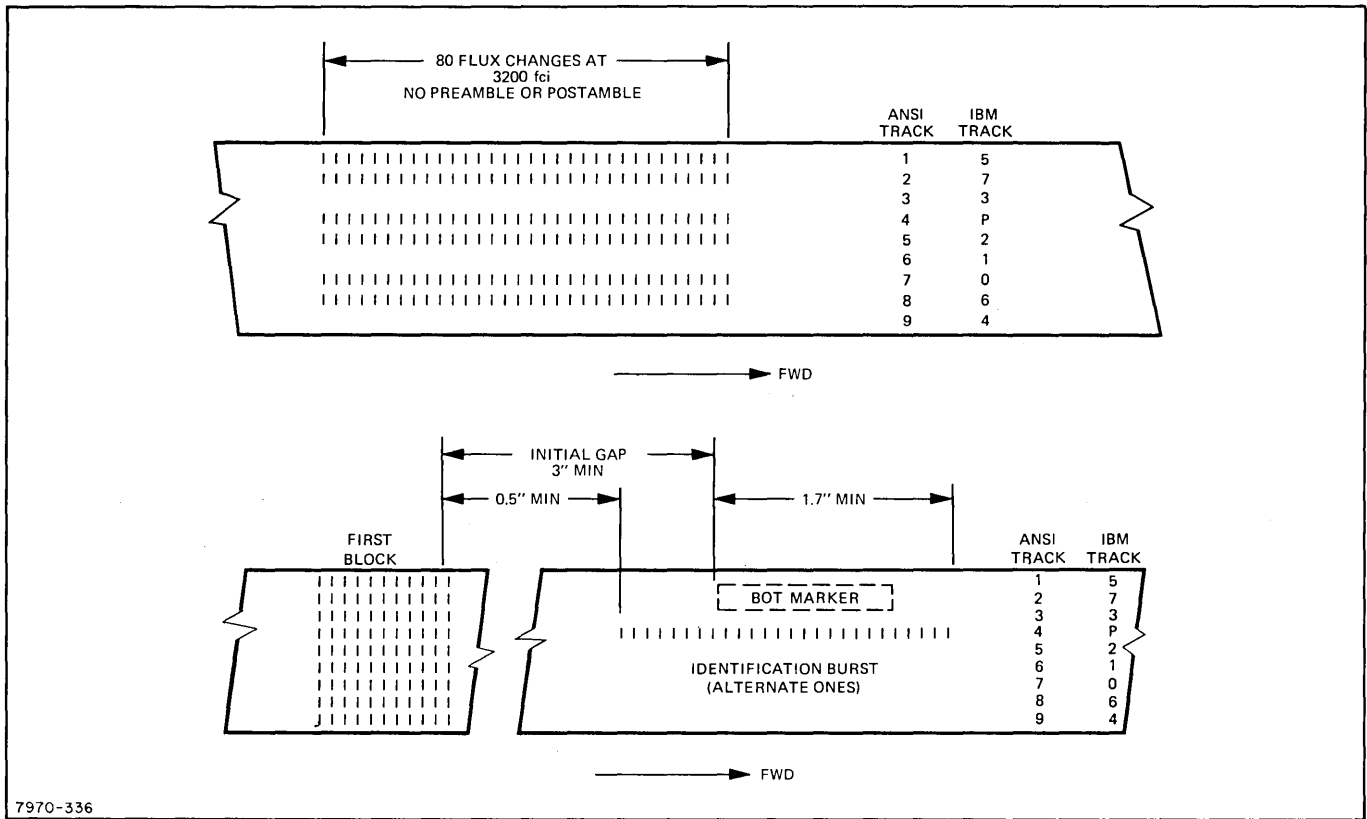 80 FLUX CHANGES AT
3200 fci
NO PREAMBLE OR POSTAMBLE
ANSI TRACK IBM TRACK
1 5
2 7
3 3
4 P
5 2
6 1
7 0
8 6
9 4
FWD
INITIAL GAP
3" MIN
0.5" MIN
1.7" MIN
FIRST BLOCK
ANSI TRACK IBM TRACK
BOT MARKER
1 5
2 7
3 3
4 P
5 2
6 1
7 0
8 6
9 4
IDENTIFICATION BURST
(ALTERNATE ONES)
FWD
7970-336